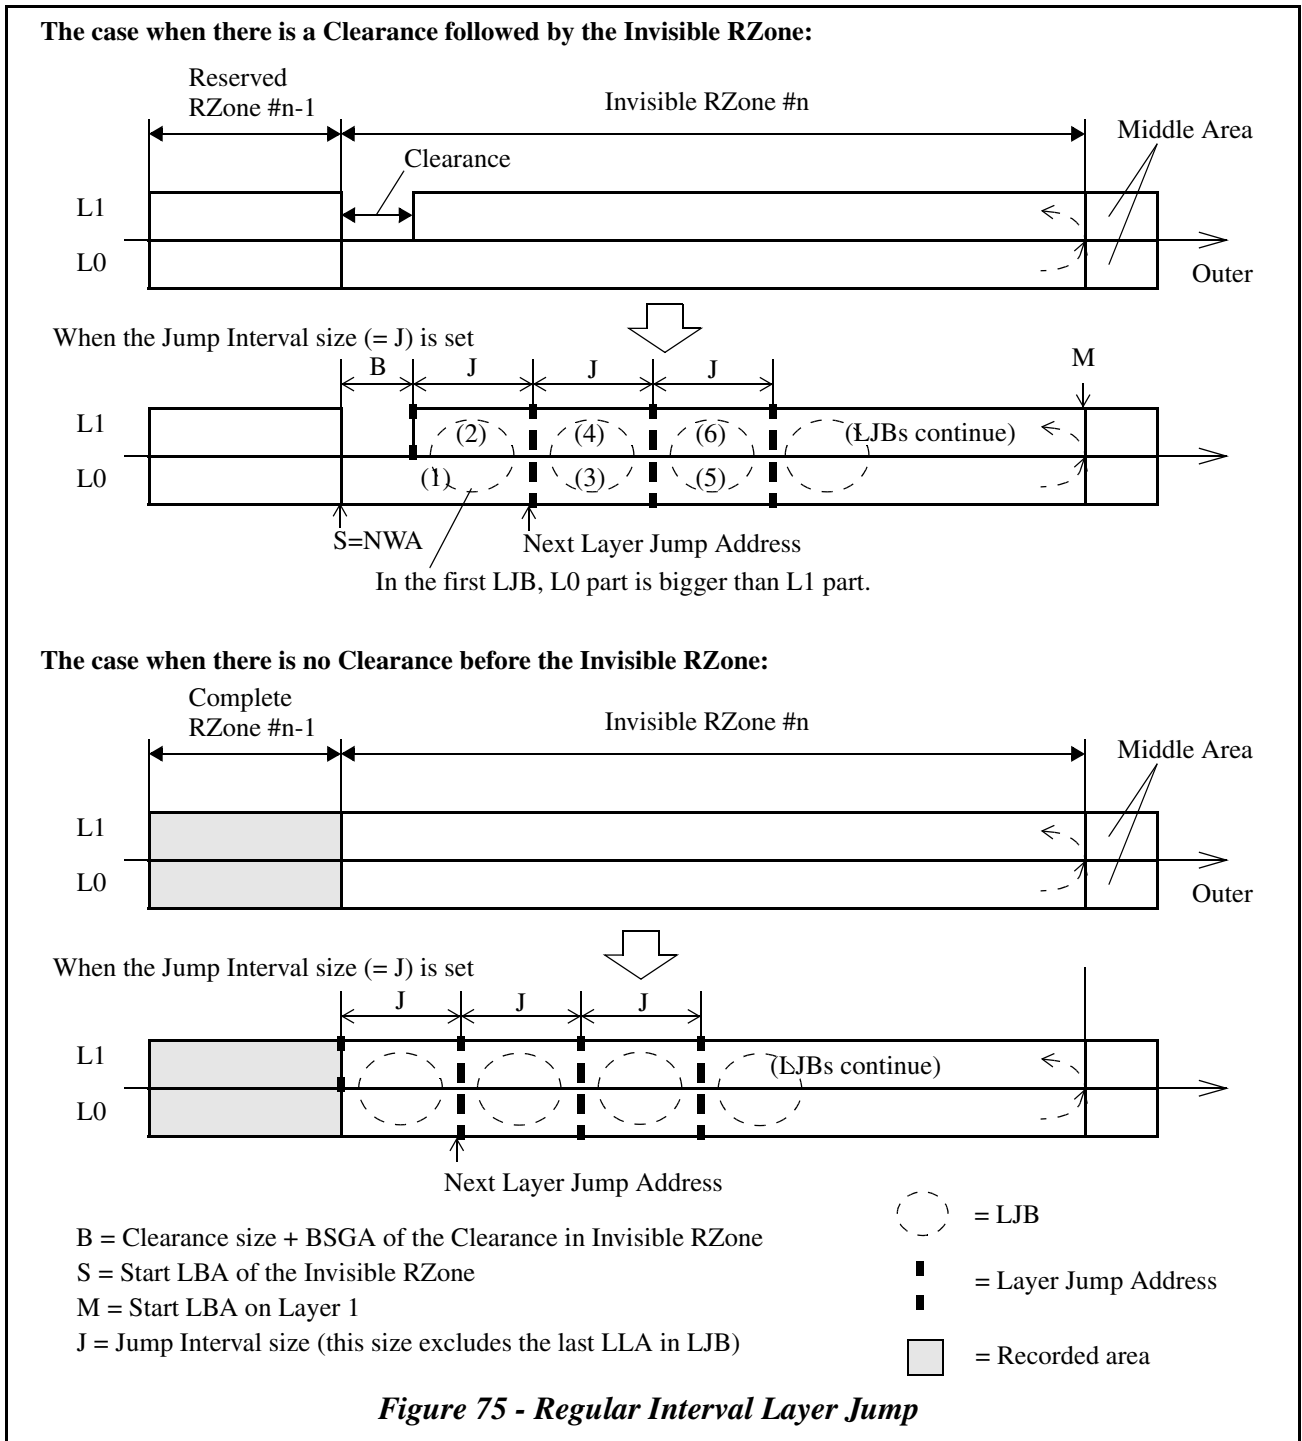 The case when there is a Clearance followed by the Invisible RZone:
Reserved
RZone #n-1
Invisible RZone #n
Middle Area
Clearance
L1
L0
Outer
When the Jump Interval size (= J) is set
B
J
J
J
M
L1
(2)
(4)
(6)
(LJBs continue)
L0
(1)
(3)
(5)
S=NWA
Next Layer Jump Address
In the first LJB, L0 part is bigger than L1 part.
The case when there is no Clearance before the Invisible RZone:
Complete
RZone #n-1
Invisible RZone #n
Middle Area
L1
L0
Outer
When the Jump Interval size (= J) is set
J
J
J
L1
(LJBs continue)
L0
Next Layer Jump Address
B = Clearance size + BSGA of the Clearance in Invisible RZone
S = Start LBA of the Invisible RZone
M = Start LBA on Layer 1
J = Jump Interval size (this size excludes the last LLA in LJB)
= LJB
= Layer Jump Address
= Recorded area
Figure 75 - Regular Interval Layer Jump